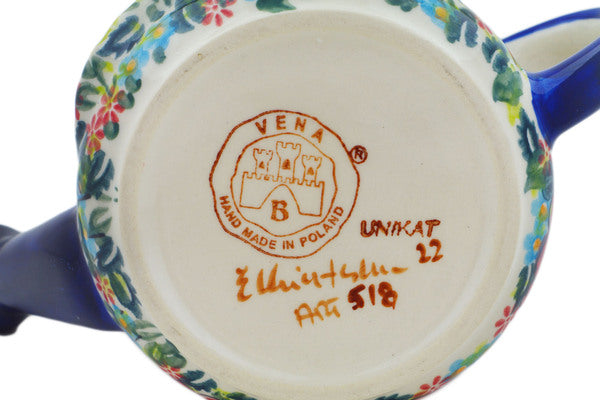 VENA
®
B
HAND MADE IN POLAND
UNIKAT
22
Art 518